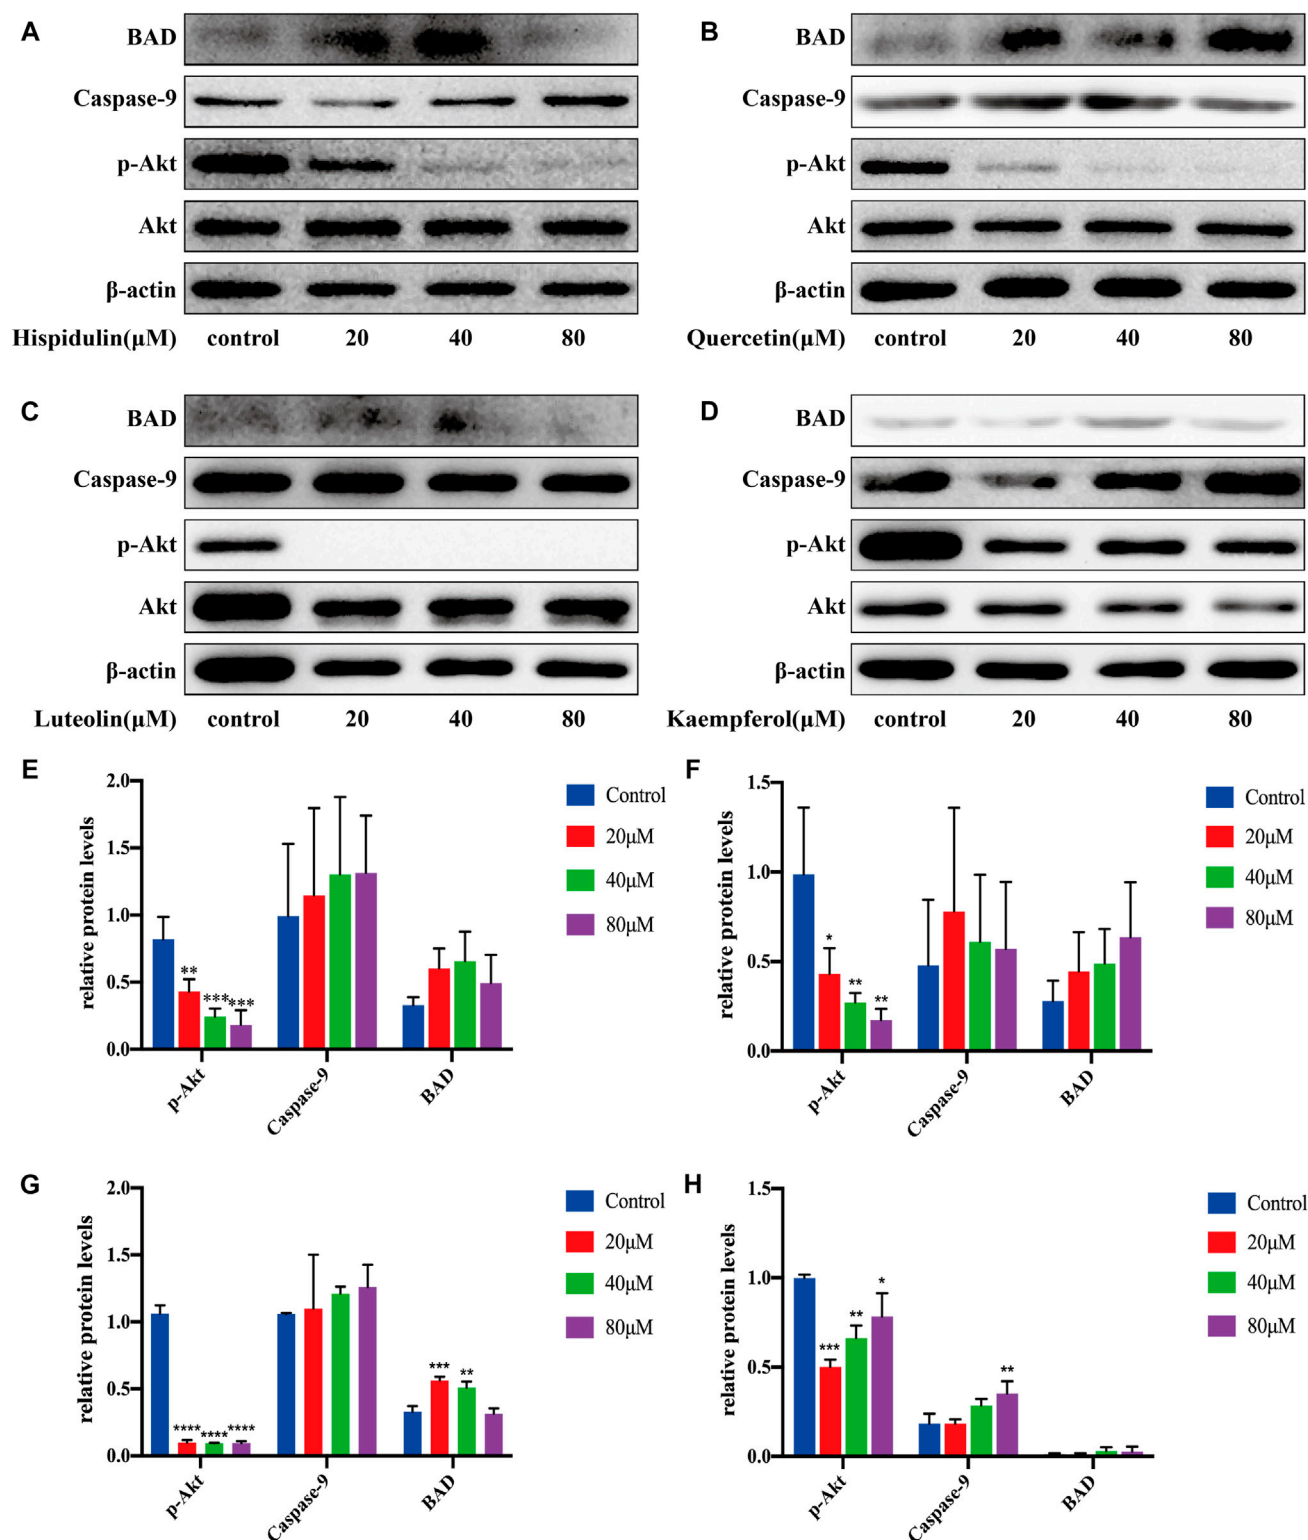 A
BAD
Caspase-9
p-Akt
Akt
β-actin
Hispidulin(μM) control 20 40 80
B
BAD
Caspase-9
p-Akt
Akt
β-actin
Quercetin(μM) control 20 40 80
C
BAD
Caspase-9
p-Akt
Akt
β-actin
Luteolin(μM) control 20 40 80
D
BAD
Caspase-9
p-Akt
Akt
β-actin
Kaempferol(μM) control 20 40 80
E
relative protein levels
2.0
1.5
1.0
0.5
0.0
** *** ***
p-Akt Caspase-9 BAD
Control
20μM
40μM
80μM
F
relative protein levels
1.5
1.0
0.5
0.0
* ** **
p-Akt Caspase-9 BAD
Control
20μM
40μM
80μM
G
relative protein levels
2.0
1.5
1.0
0.5
0.0
**** **** **** *** **
p-Akt Caspase-9 BAD
Control
20μM
40μM
80μM
H
relative protein levels
1.5
1.0
0.5
0.0
*** ** * **
p-Akt Caspase-9 BAD
Control
20μM
40μM
80μM